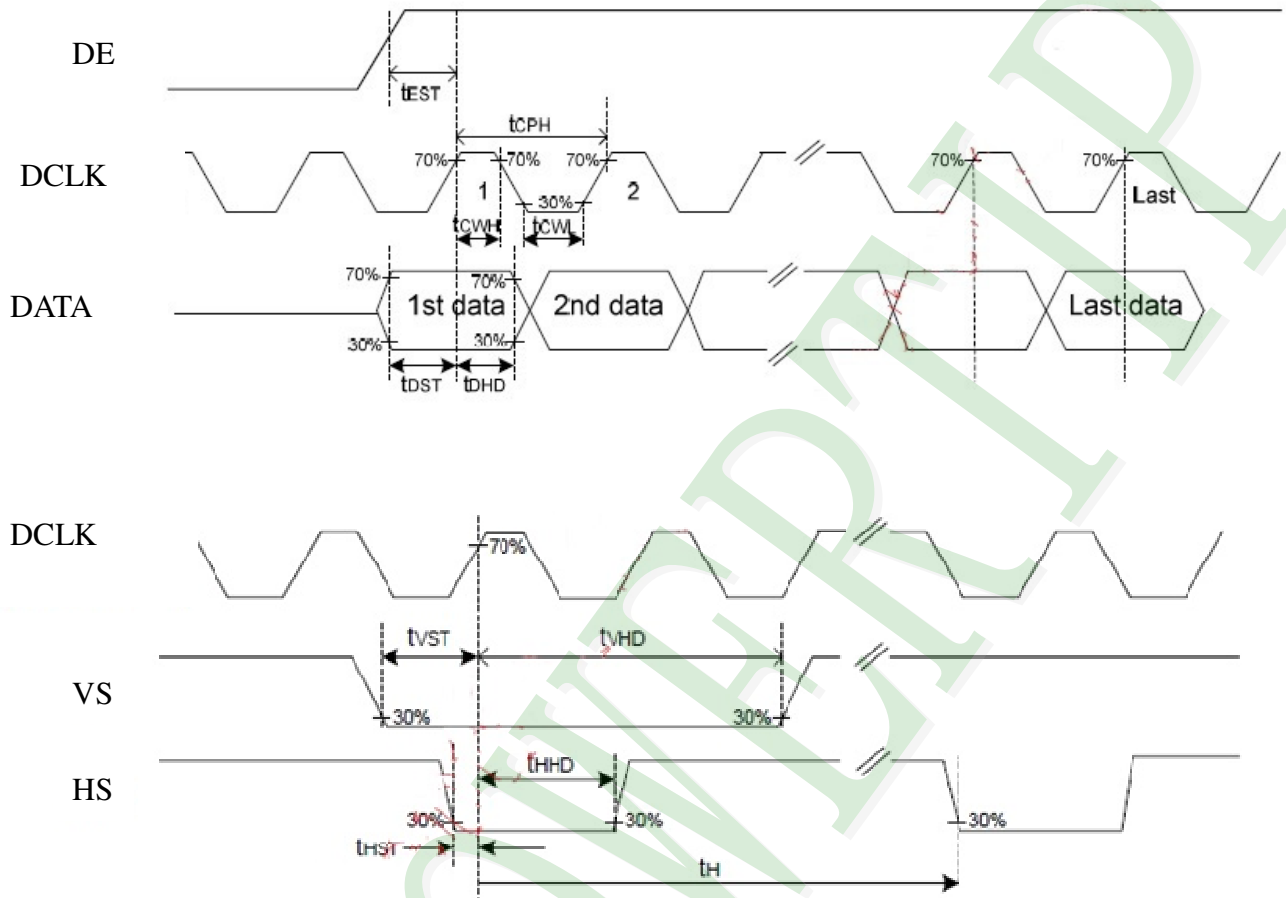 DE
tEST
tCPH
DCLK
70%
70%
70%
70%
70%
1
2
Last
30%
tCWH
tCWL
DATA
70%
70%
1st data
2nd data
Last data
30%
30%
tDST
tDHD
DCLK
70%
tVST
tVHD
VS
30%
30%
tHHD
HS
30%
30%
30%
tHST
tH
OWERTIP